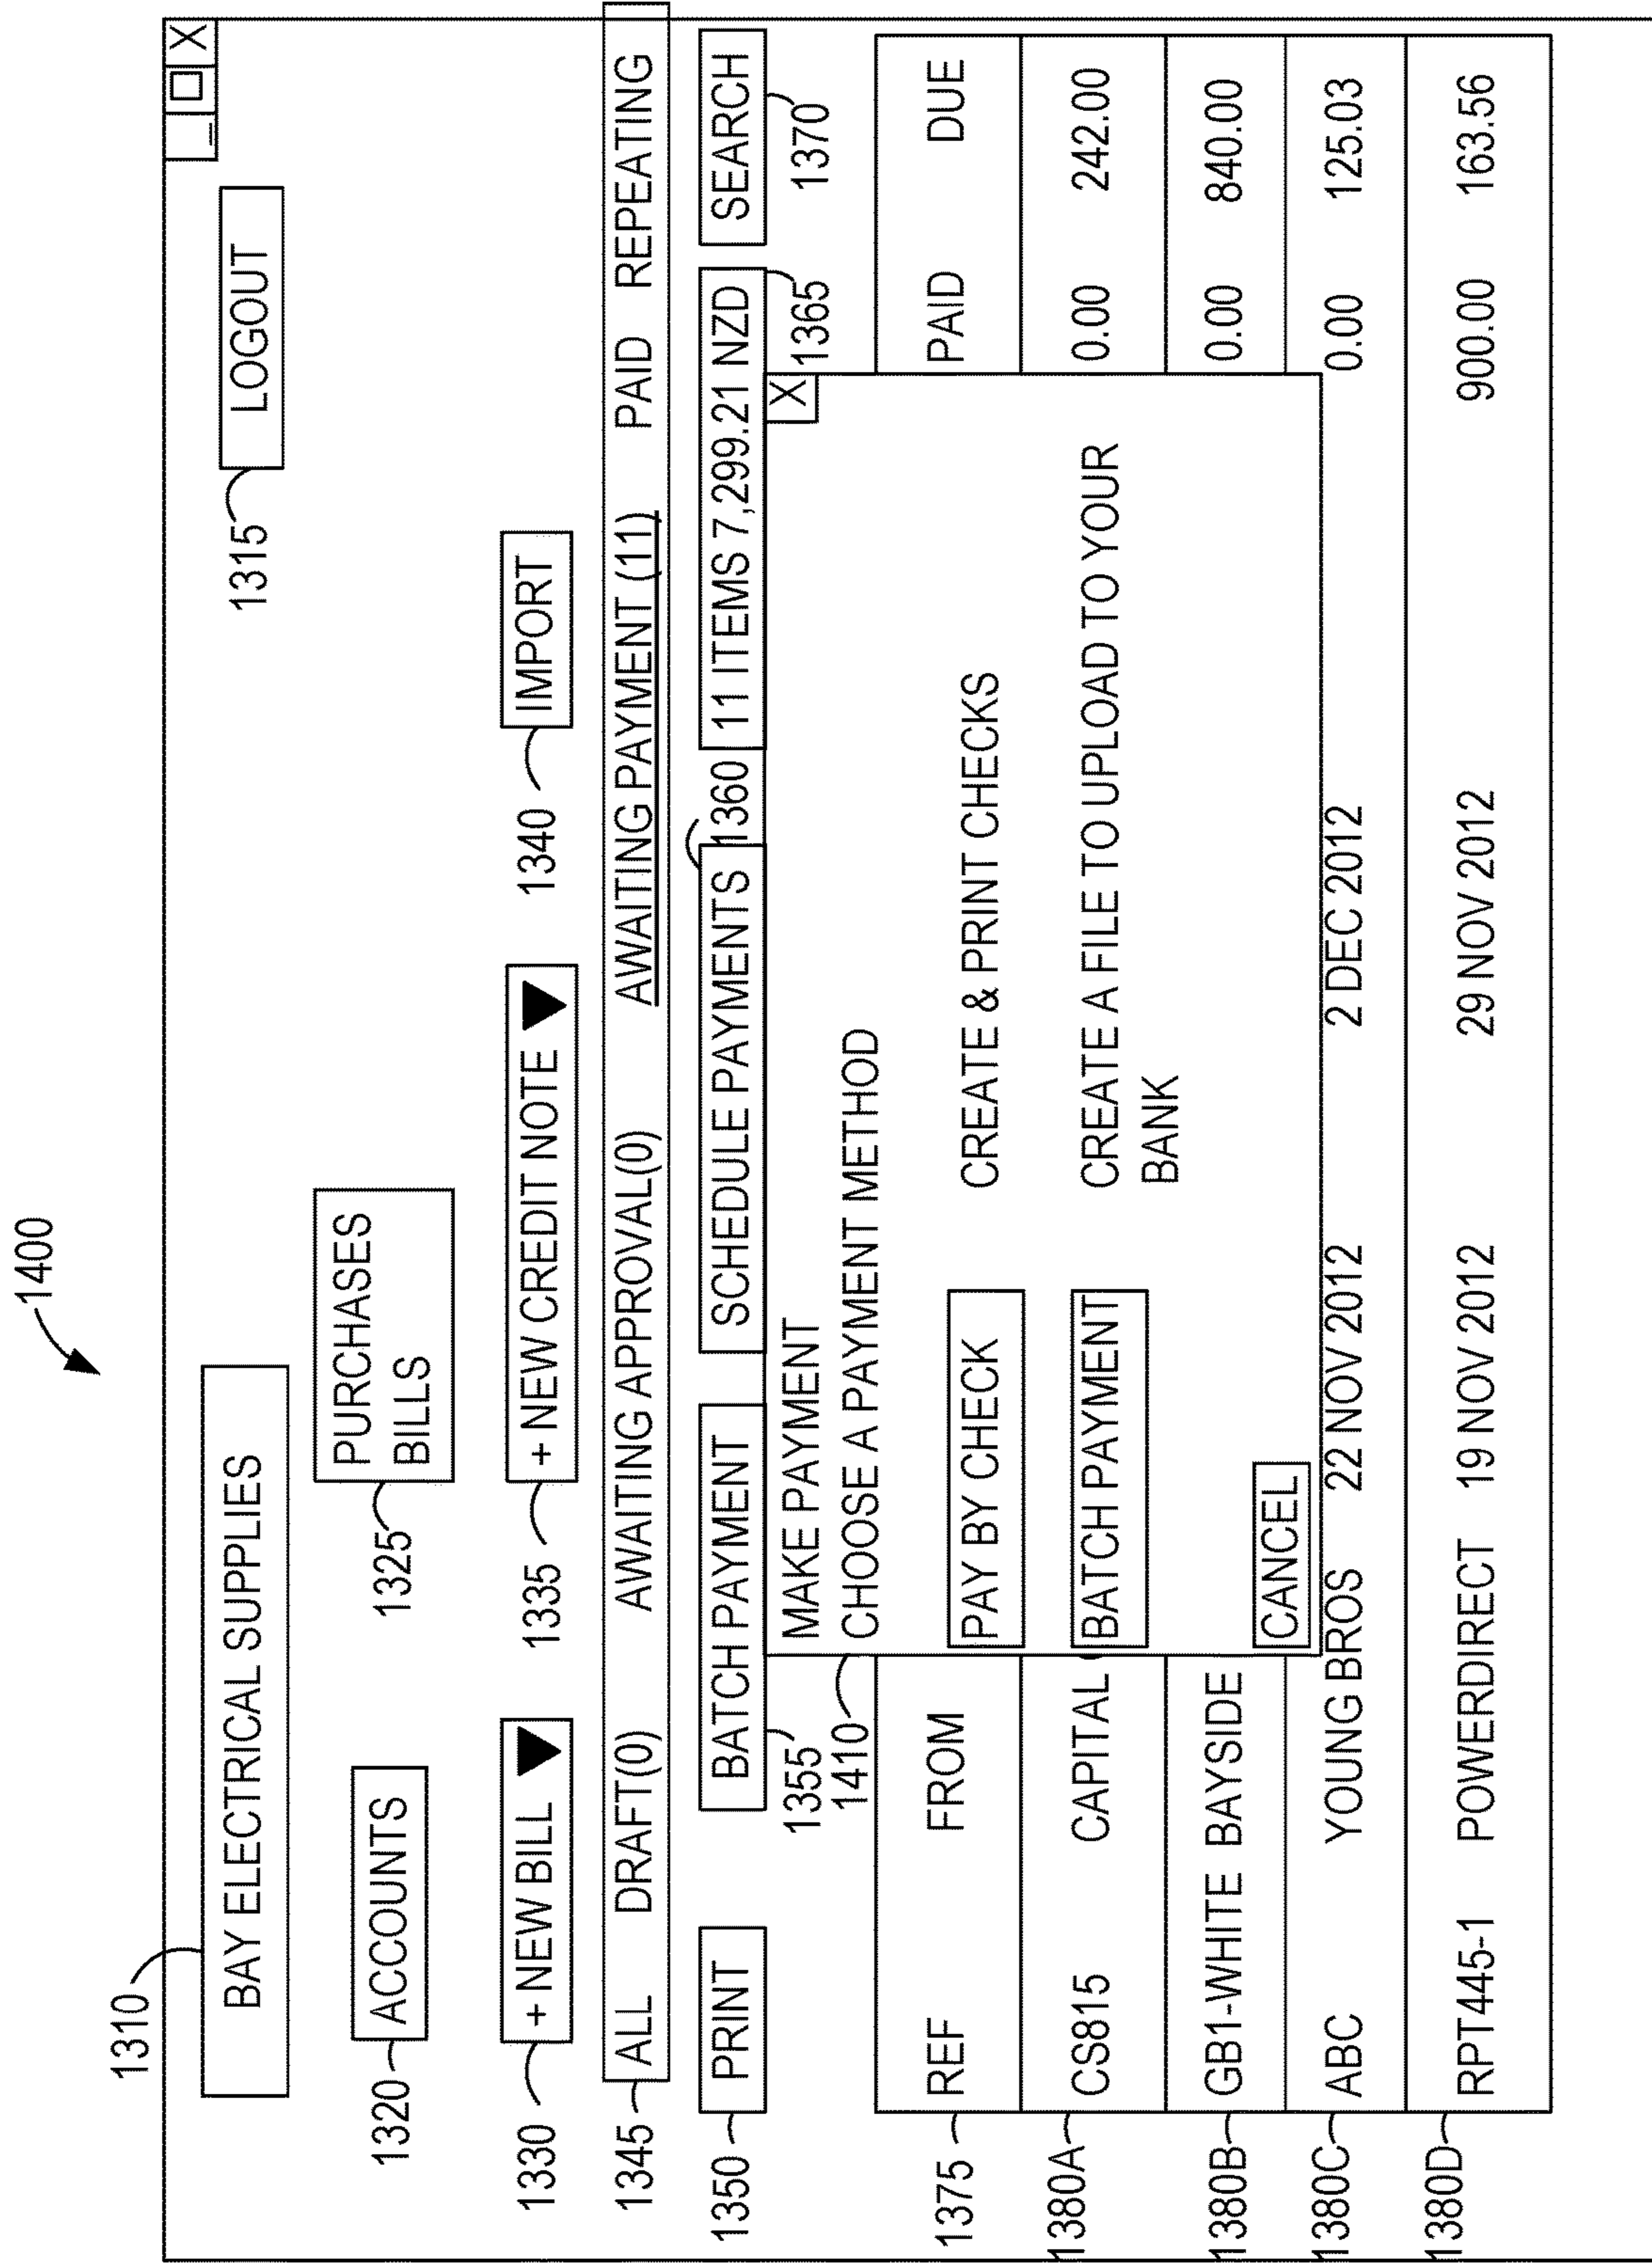 1400
_ □ X
1310
BAY ELECTRICAL SUPPLIES
1315
LOGOUT
1320
ACCOUNTS
1325
PURCHASES
BILLS
1330
+ NEW BILL ▼
1335
+ NEW CREDIT NOTE ▼
1340
IMPORT
1345
ALL DRAFT(0) AWAITING APPROVAL(0) AWAITING PAYMENT (11) PAID REPEATING
1350
PRINT
BATCH PAYMENT
1355
SCHEDULE PAYMENTS
1360
11 ITEMS 7,299.21 NZD
1365
SEARCH
1370
1410
MAKE PAYMENT
X
CHOOSE A PAYMENT METHOD
PAY BY CHECK CREATE & PRINT CHECKS
BATCH PAYMENT CREATE A FILE TO UPLOAD TO YOUR
BANK
CANCEL
1375 REF FROM PAID DUE
1380A CS815 CAPITAL 0.00 242.00
1380B GB1-WHITE BAYSIDE 0.00 840.00
1380C ABC YOUNG BROS 22 NOV 2012 2 DEC 2012 0.00 125.03
1380D RPT445-1 POWERDIRECT 19 NOV 2012 29 NOV 2012 900.00 163.56